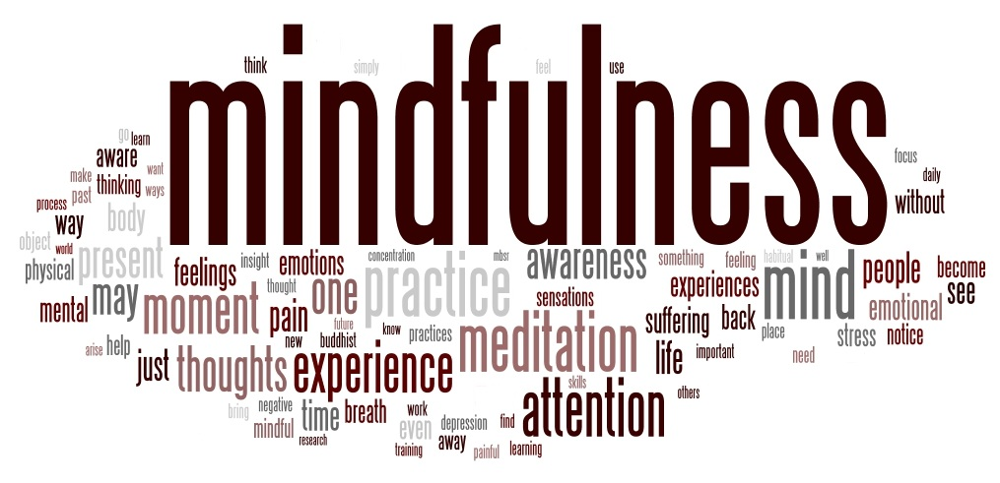 mindfulness
think
simply
feel
use
go
learn
aware
want
make
thinking
past
ways
process
way
body
object
world
focus
daily
without
physical
present
feelings
insight
emotions
concentration
practice
mbsr
awareness
something
feeling
habitual
well
mind
people
become
see
mental
may
moment
thought
one
pain
future
sensations
experiences
emotional
suffering
back
place
stress
notice
arise
help
new
buddhist
know
practices
meditation
life
important
need
just
thoughts
experience
skills
others
bring
negative
time
breath
work
even
depression
find
attention
mindful
research
training
away
painful
learning